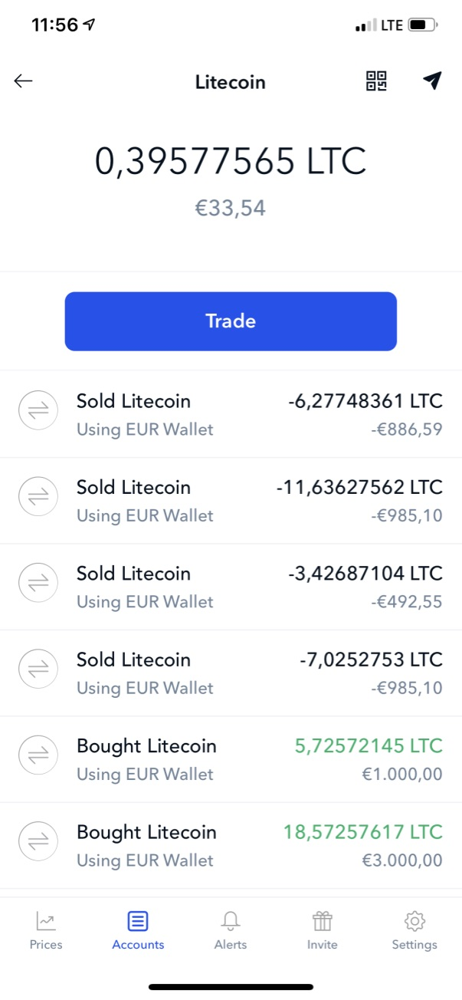 11:56
LTE
Litecoin
0,39577565 LTC
€33,54
Trade
Sold Litecoin -6,27748361 LTC
Using EUR Wallet -€886,59
Sold Litecoin -11,63627562 LTC
Using EUR Wallet -€985,10
Sold Litecoin -3,42687104 LTC
Using EUR Wallet -€492,55
Sold Litecoin -7,0252753 LTC
Using EUR Wallet -€985,10
Bought Litecoin 5,72572145 LTC
Using EUR Wallet €1.000,00
Bought Litecoin 18,57257617 LTC
Using EUR Wallet €3.000,00
Prices Accounts Alerts Invite Settings